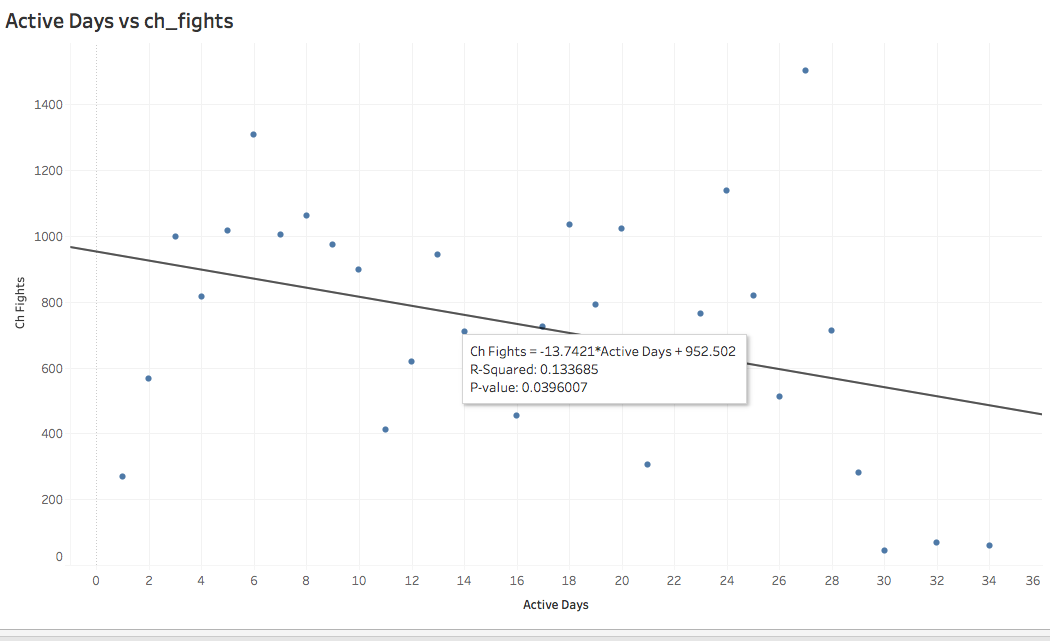 Active Days vs ch_fights
1400
1200
1000
800
600
400
200
0
Ch Fights
Ch Fights = -13.7421*Active Days + 952.502
R-Squared: 0.133685
P-value: 0.0396007
0 2 4 6 8 10 12 14 16 18 20 22 24 26 28 30 32 34 36
Active Days